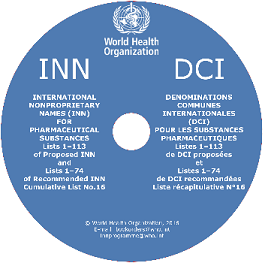 World Health
Organization
INN
INTERNATIONAL
NONPROPRIETARY
NAMES (INN)
FOR
PHARMACEUTICAL
SUBSTANCES
Lists 1–113
of Proposed INN
and
Lists 1–74
of Recommended INN
Cumulative List No.16
DCI
DENOMINATIONS
COMMUNES
INTERNATIONALES
(DCI)
POUR LES SUBSTANCES
PHARMACEUTIQUES
Listes 1–113
de DCI proposées
et
Listes 1–74
de DCI recommandées
Liste récapitulative N°16
© World Health Organization, 2016
E-mail: bookorders@who.int
innprogramme@who.int